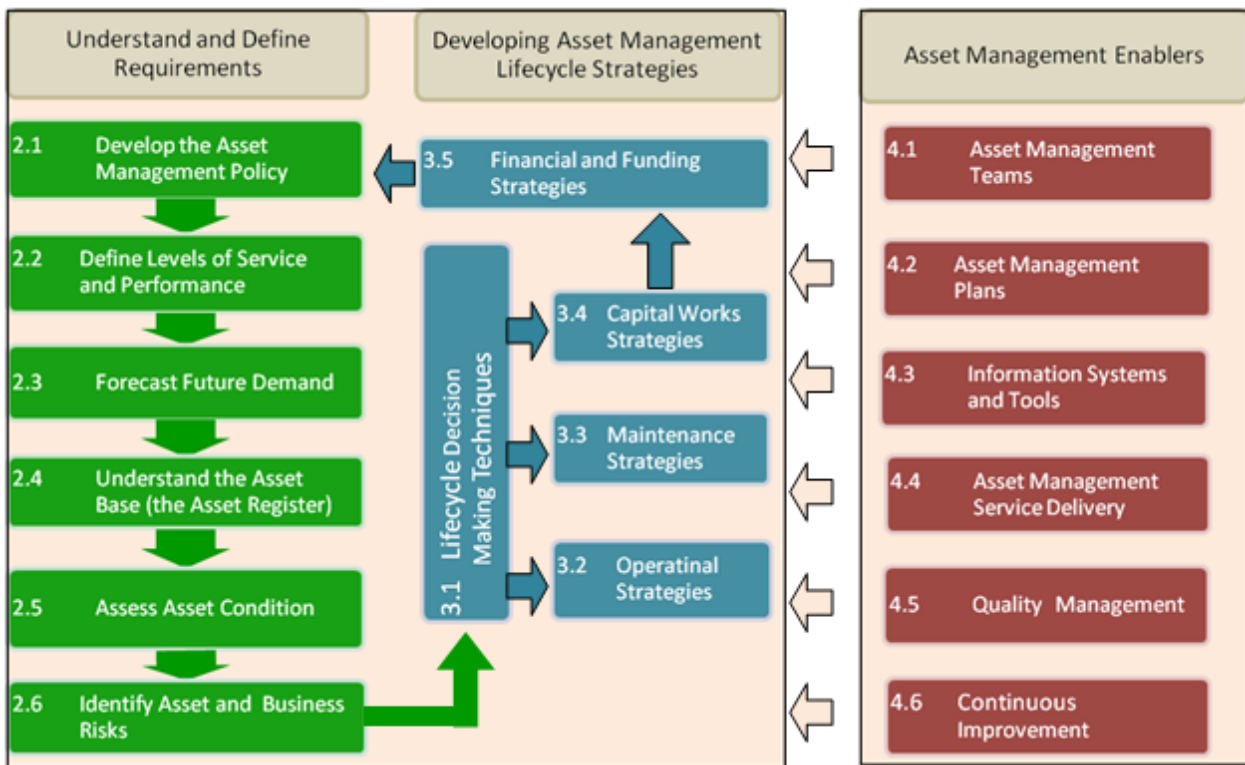 Understand and Define
Requirements
2.1 Develop the Asset
Management Policy
2.2 Define Levels of Service
and Performance
2.3 Forecast Future Demand
2.4 Understand the Asset
Base (the Asset Register)
2.5 Assess Asset Condition
2.6 Identify Asset and Business
Risks
Developing Asset Management
Lifecycle Strategies
3.5 Financial and Funding
Strategies
3.1 Lifecycle Decision
Making Techniques
3.4 Capital Works
Strategies
3.3 Maintenance
Strategies
3.2 Operatinal
Strategies
Asset Management Enablers
4.1 Asset Management
Teams
4.2 Asset Management
Plans
4.3 Information Systems
and Tools
4.4 Asset Management
Service Delivery
4.5 Quality Management
4.6 Continuous
Improvement